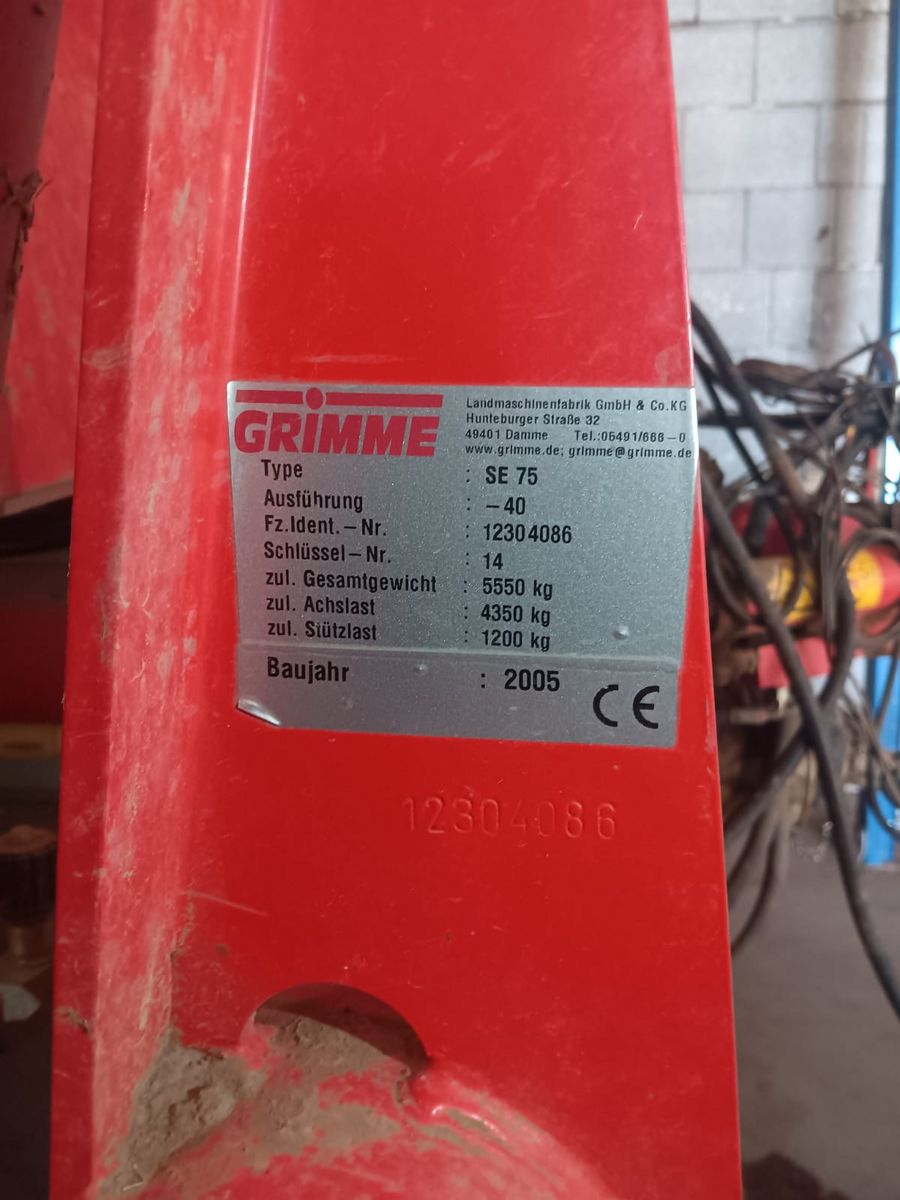 GRIMME
Landmaschinenfabrik GmbH & Co.KG
Hunteburger Straße 32
49401 Damme Tel.:05491/668-0
www.grimme.de; grimme@grimme.de
Type : SE 75
Ausführung : -40
Fz.Ident.-Nr. : 12304086
Schlüssel-Nr. : 14
zul. Gesamtgewicht : 5550 kg
zul. Achslast : 4350 kg
zul. Stützlast : 1200 kg
Baujahr : 2005
CE
12304086